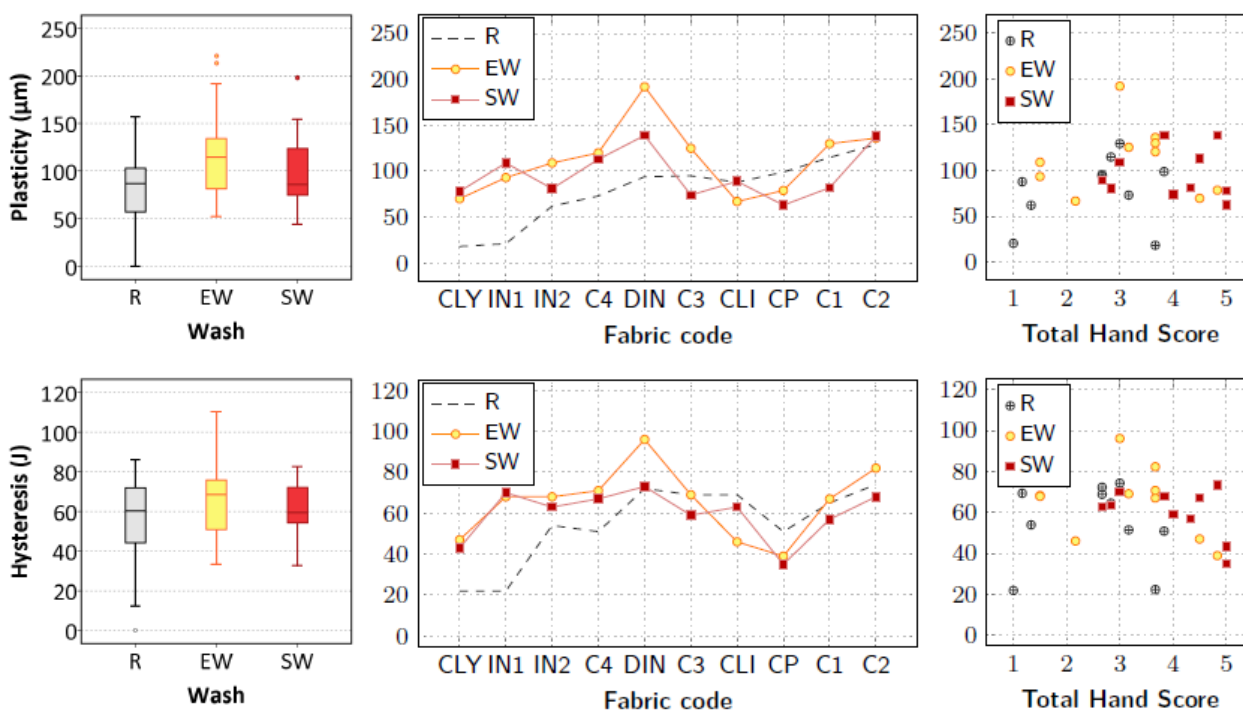 Plasticity (µm)
250
200
150
100
50
0
R EW SW
Wash
250
200
150
100
50
0
R
EW
SW
CLY IN1 IN2 C4 DIN C3 CLI CP C1 C2
Fabric code
250
200
150
100
50
0
R
EW
SW
1 2 3 4 5
Total Hand Score
Hysteresis (J)
120
100
80
60
40
20
0
R EW SW
Wash
120
100
80
60
40
20
0
R
EW
SW
CLY IN1 IN2 C4 DIN C3 CLI CP C1 C2
Fabric code
120
100
80
60
40
20
0
R
EW
SW
1 2 3 4 5
Total Hand Score